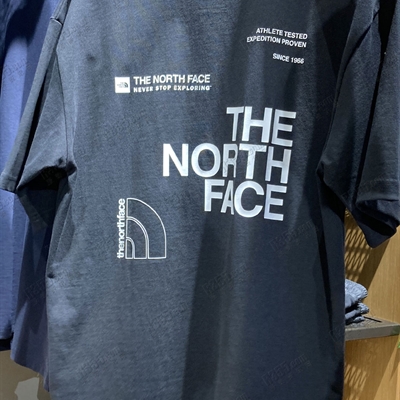 ATHLETE TESTED
EXPEDITION PROVEN
SINCE 1966
THE NORTH FACE
NEVER STOP EXPLORING
THE
NORTH
FACE
thenorthface